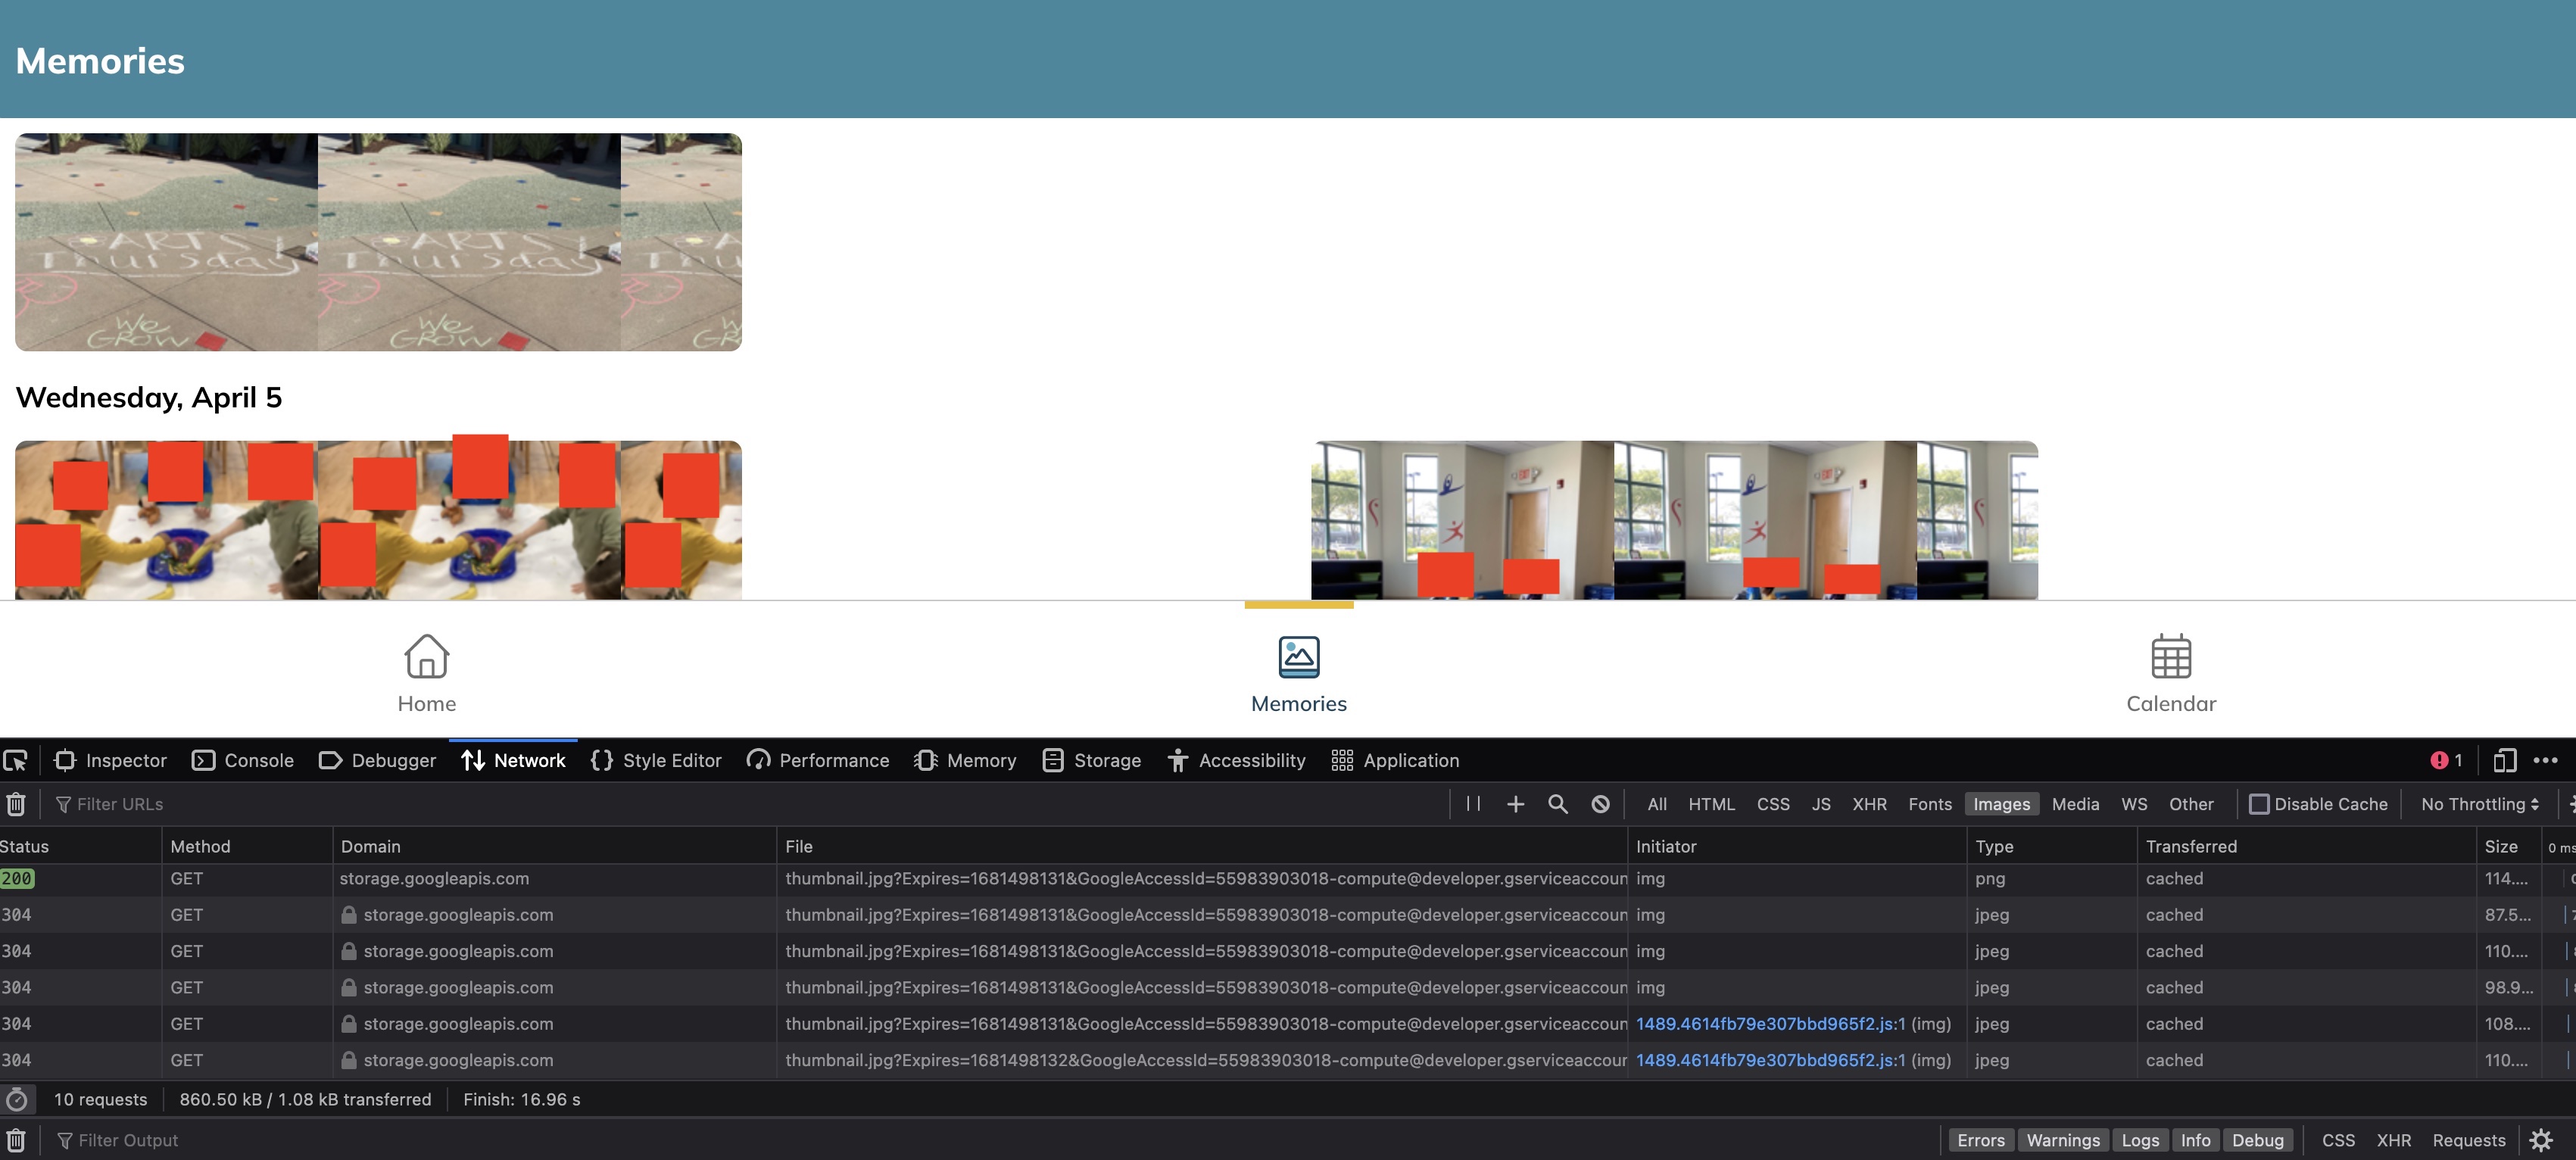 Memories
ARTS!
Thursday
We
Grow
ARTS!
Thursday
We
Grow
Wednesday, April 5
EXIT
EXIT
Home
Memories
Calendar
Inspector Console Debugger Network Style Editor Performance Memory Storage Accessibility Application 1
Filter URLs All HTML CSS JS XHR Fonts Images Media WS Other Disable Cache No Throttling
Status Method Domain File Initiator Type Transferred Size 0 ms
200 GET storage.googleapis.com thumbnail.jpg?Expires=1681498131&GoogleAccessId=55983903018-compute@developer.gserviceaccoun img png cached 114....
304 GET storage.googleapis.com thumbnail.jpg?Expires=1681498131&GoogleAccessId=55983903018-compute@developer.gserviceaccoun img jpeg cached 87.5...
304 GET storage.googleapis.com thumbnail.jpg?Expires=1681498131&GoogleAccessId=55983903018-compute@developer.gserviceaccoun img jpeg cached 110....
304 GET storage.googleapis.com thumbnail.jpg?Expires=1681498131&GoogleAccessId=55983903018-compute@developer.gserviceaccoun img jpeg cached 98.9...
304 GET storage.googleapis.com thumbnail.jpg?Expires=1681498131&GoogleAccessId=55983903018-compute@developer.gserviceaccoun 1489.4614fb79e307bbd965f2.js:1 (img) jpeg cached 108....
304 GET storage.googleapis.com thumbnail.jpg?Expires=1681498132&GoogleAccessId=55983903018-compute@developer.gserviceaccoun 1489.4614fb79e307bbd965f2.js:1 (img) jpeg cached 110....
10 requests 860.50 kB / 1.08 kB transferred Finish: 16.96 s
Filter Output Errors Warnings Logs Info Debug CSS XHR Requests